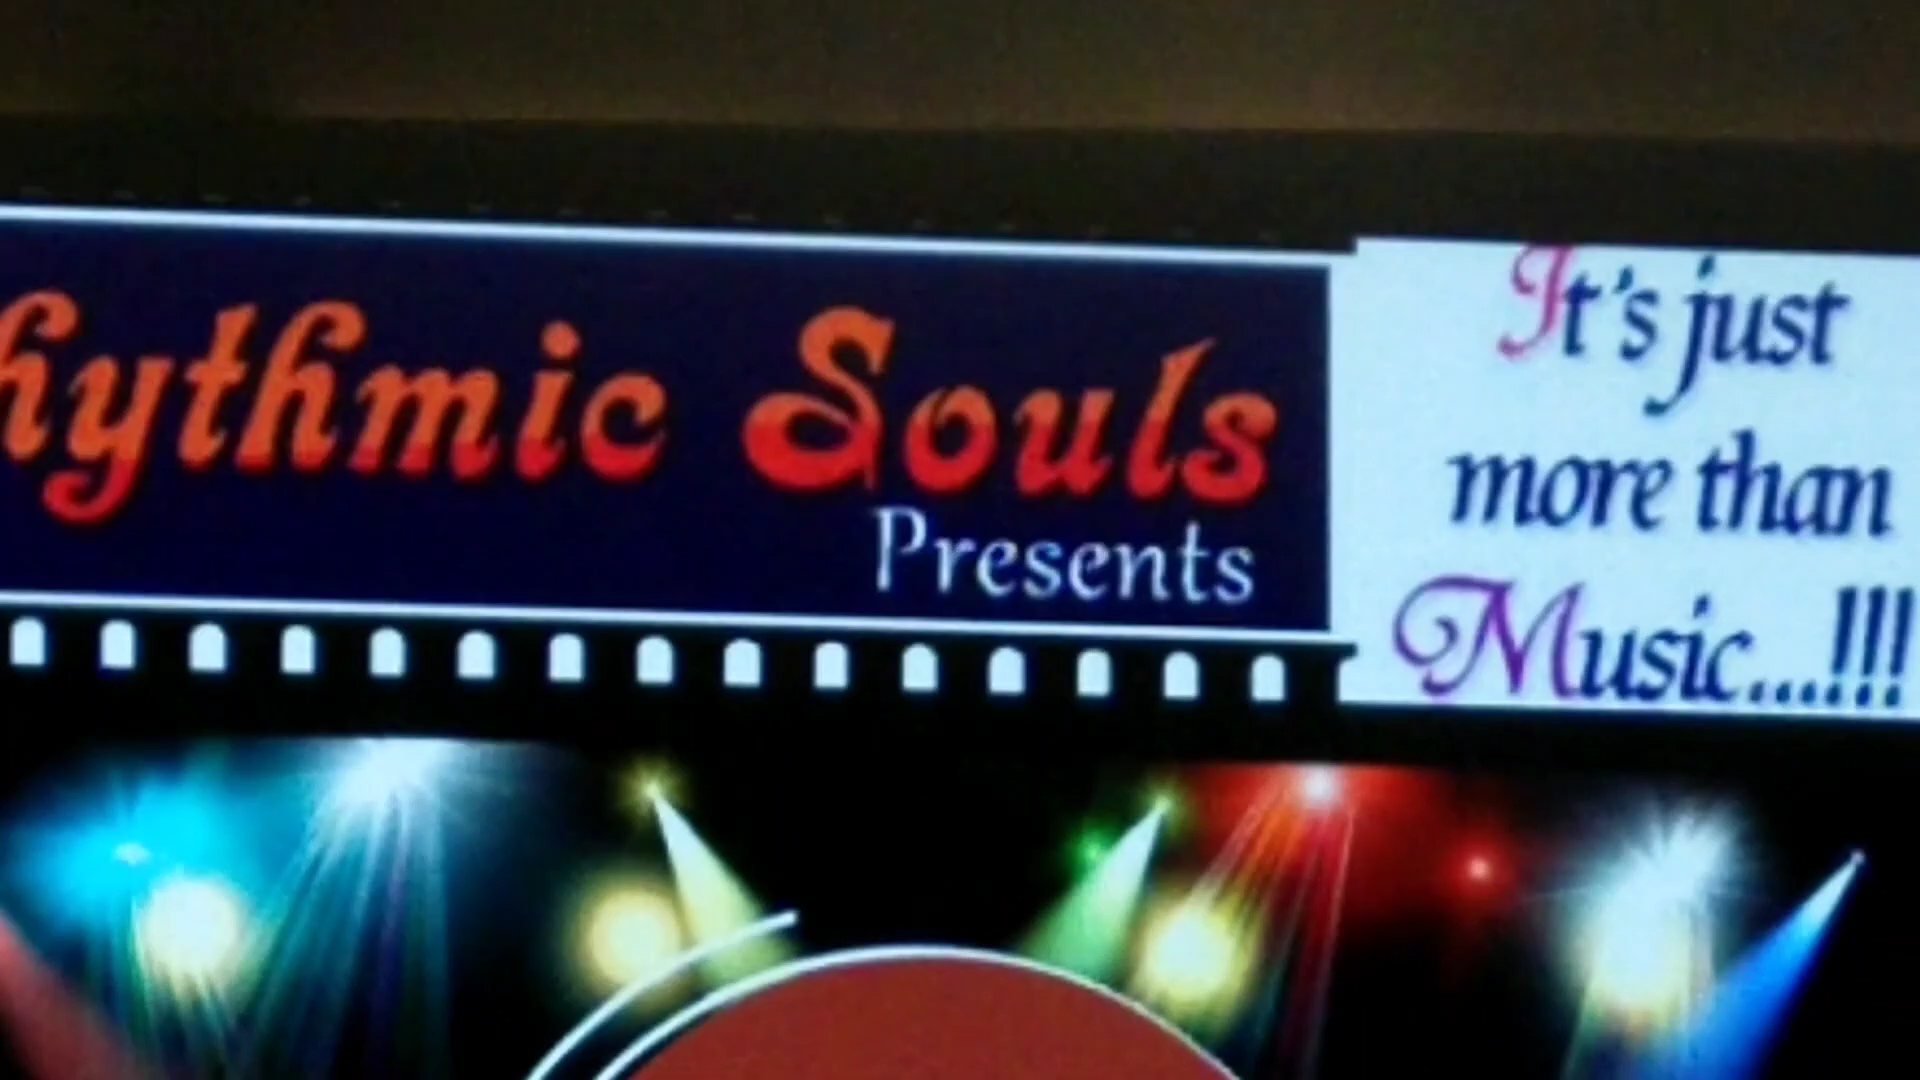 hythmic Souls
Presents
It's just
more than
Music...!!!